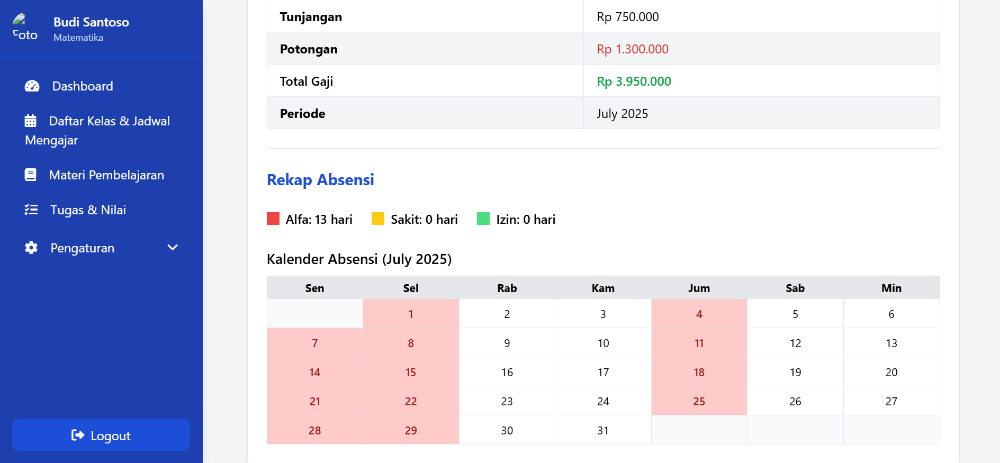 Foto
Budi Santoso
Matematika
Dashboard
Daftar Kelas & Jadwal
Mengajar
Materi Pembelajaran
Tugas & Nilai
Pengaturan
Logout
Tunjangan Rp 750.000
Potongan Rp 1.300.000
Total Gaji Rp 3.950.000
Periode July 2025
Rekap Absensi
Alfa: 13 hari Sakit: 0 hari Izin: 0 hari
Kalender Absensi (July 2025)
Sen Sel Rab Kam Jum Sab Min
1 2 3 4 5 6
7 8 9 10 11 12 13
14 15 16 17 18 19 20
21 22 23 24 25 26 27
28 29 30 31